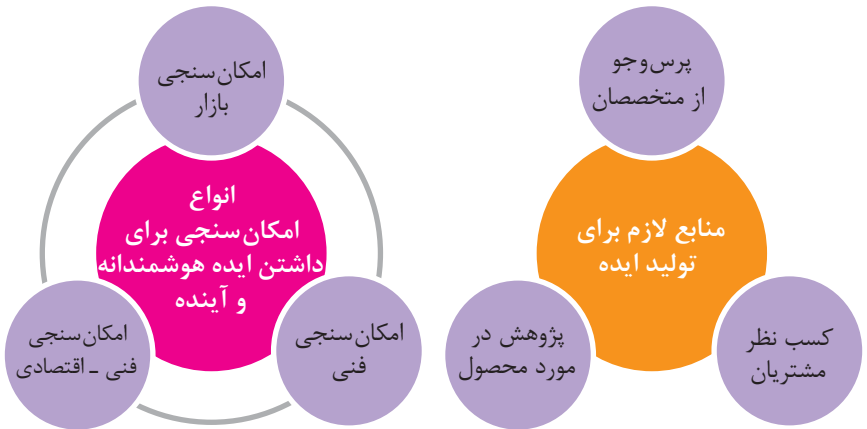 پرس‌وجو
از متخصصان
منابع لازم برای
تولید ایده
کسب نظر
مشتریان
پژوهش در
مورد محصول
امکان‌سنجی
بازار
انواع
امکان‌سنجی برای
داشتن ایده هوشمندانه
و آینده
امکان‌سنجی
فنی
امکان‌سنجی
فنی ـ اقتصادی